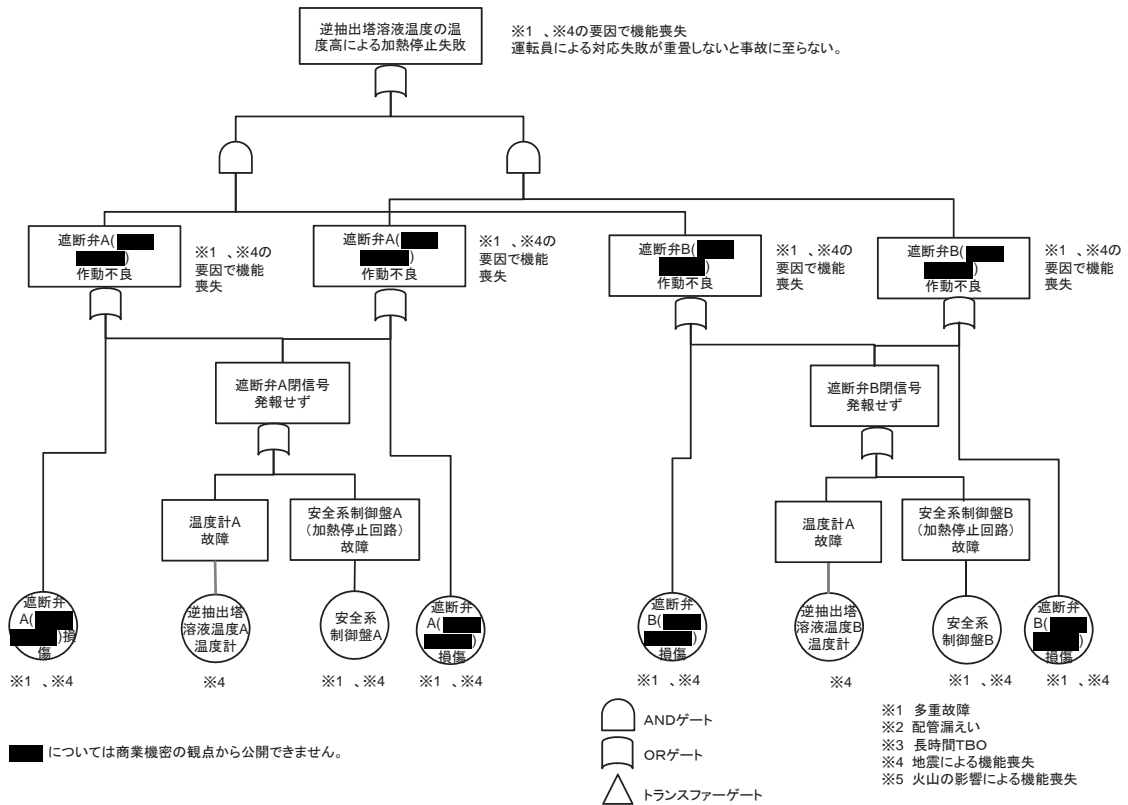 逆抽出塔溶液温度の温
度高による加熱停止失敗
※1 、※4の要因で機能喪失
運転員による対応失敗が重畳しないと事故に至らない。
遮断弁A(
)
作動不良
※1 、※4の
要因で機能
喪失
遮断弁A(
)
作動不良
※1 、※4の
要因で機能
喪失
遮断弁B(
)
作動不良
※1 、※4の
要因で機能
喪失
遮断弁B(
)
作動不良
※1 、※4の
要因で機能
喪失
遮断弁A閉信号
発報せず
遮断弁B閉信号
発報せず
温度計A
故障
安全系制御盤A
(加熱停止回路)
故障
温度計A
故障
安全系制御盤B
(加熱停止回路)
故障
遮断弁
A(
)損
傷
※1 、※4
逆抽出塔
溶液温度A
温度計
※4
安全系
制御盤A
※1 、※4
遮断弁
A(
)
損傷
※1 、※4
遮断弁
B(
)
損傷
※1 、※4
逆抽出塔
溶液温度B
温度計
※4
安全系
制御盤B
※1 、※4
遮断弁
B(
)
損傷
※1 、※4
については商業機密の観点から公開できません。
ANDゲート
ORゲート
トランスファーゲート
※1 多重故障
※2 配管漏えい
※3 長時間TBO
※4 地震による機能喪失
※5 火山の影響による機能喪失